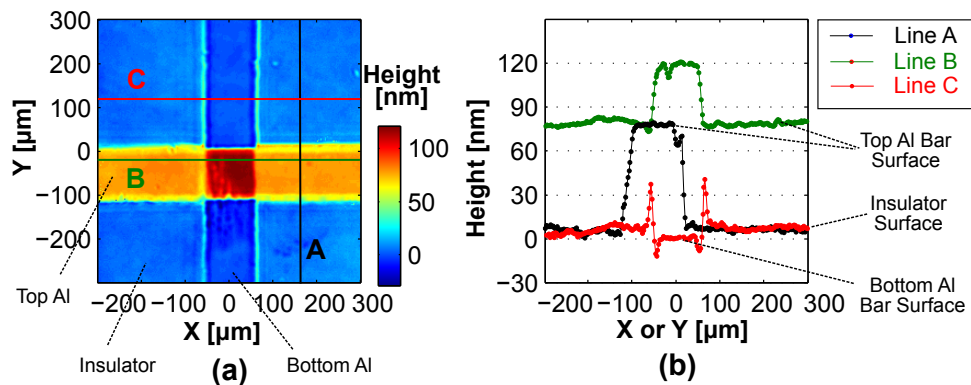 300
200
100
0
−100
−200
Y [µm]
C
B
A
−200 −100 0 100 200 300
X [µm]
Height
[nm]
100
50
0
Top Al
Insulator
(a)
Bottom Al
120
90
60
30
0
−30
Height [nm]
−200 −100 0 100 200 300
X or Y [µm]
(b)
Line A
Line B
Line C
Top Al Bar
Surface
Insulator
Surface
Bottom Al
Bar Surface